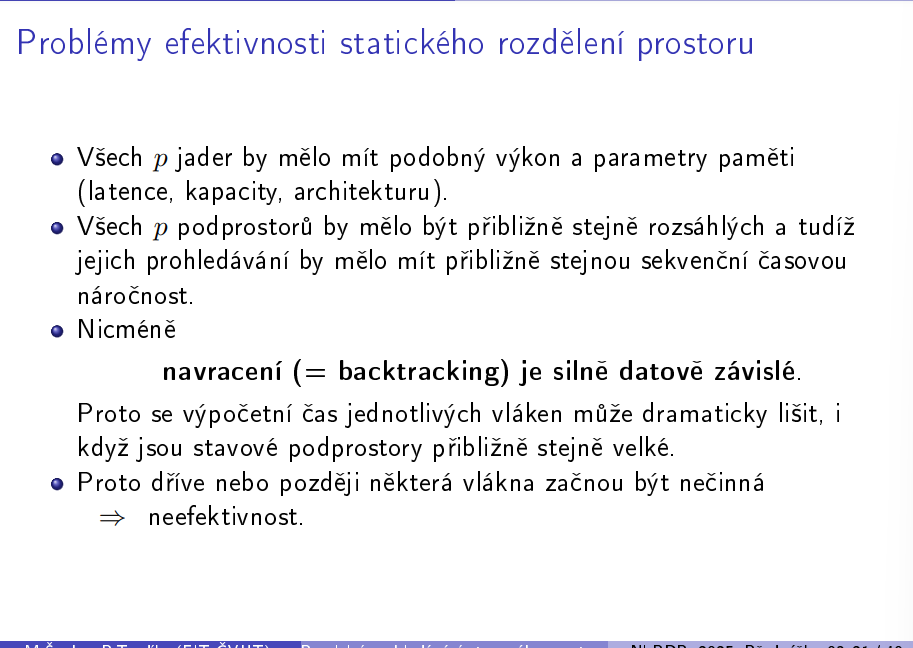 Problémy efektivnosti statického rozdělení prostoru
Všech p jader by mělo mít podobný výkon a parametry paměti
(latence, kapacity, architekturu).
Všech p podprostorů by mělo být přibližně stejně rozsáhlých a tudíž
jejich prohledávání by mělo mít přibližně stejnou sekvenční časovou
náročnost.
Nicméně
navracení (= backtracking) je silně datově závislé.
Proto se výpočetní čas jednotlivých vláken může dramaticky lišit, i
když jsou stavové podprostory přibližně stejně velké.
Proto dříve nebo později některá vlákna začnou být nečinná
⇒ neefektivnost.